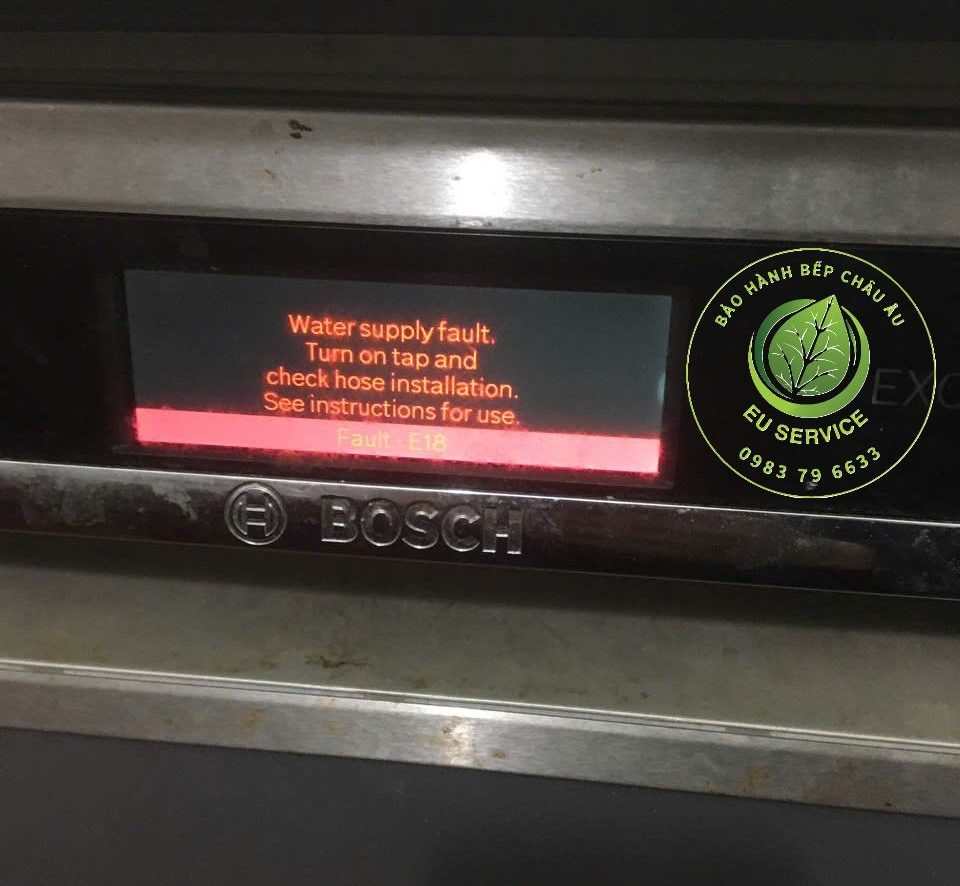 Water supply fault.
Turn on tap and
check hose installation.
See instructions for use.
Fault - E18
BOSCH
BẢO HÀNH BẾP CHÂU ÂU
EU SERVICE
0983 79 6633